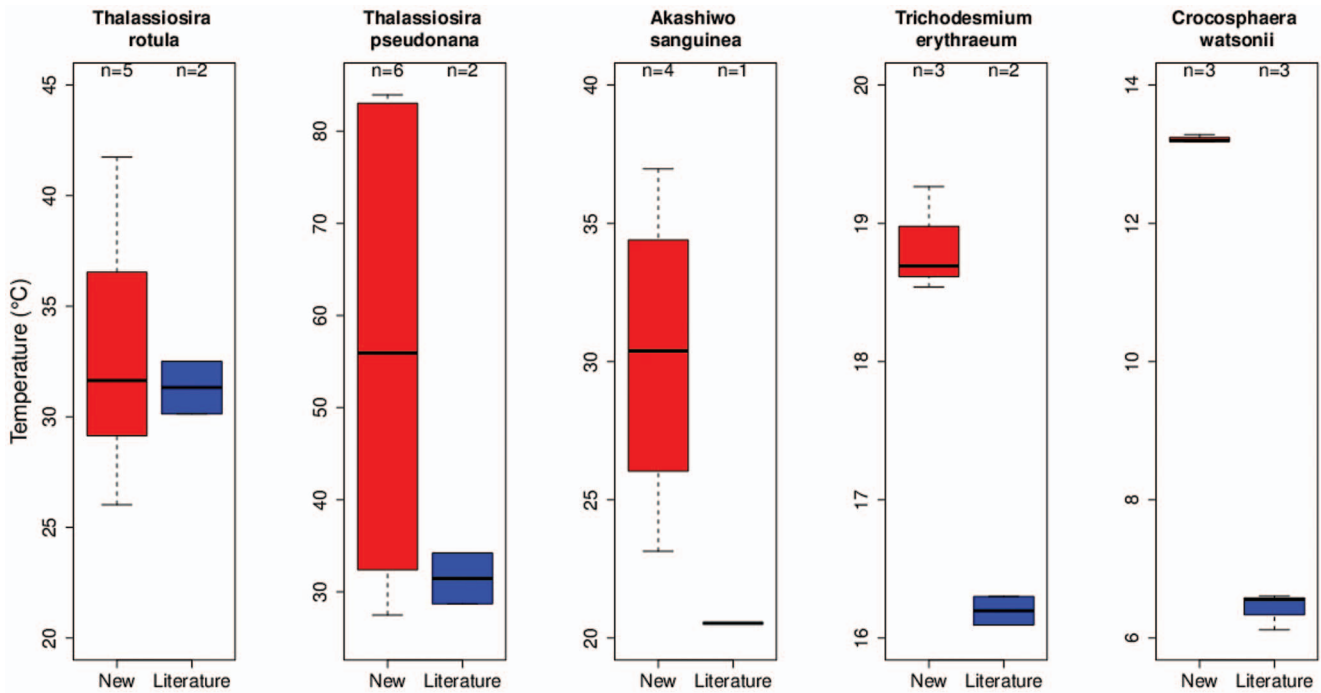 Thalassiosira
rotula
Thalassiosira
pseudonana
Akashiwo
sanguinea
Trichodesmium
erythraeum
Crocosphaera
watsonii
Temperature (°C)
n=5 n=2
45
40
35
30
25
20
New Literature
n=6 n=2
80
70
60
50
40
30
New Literature
n=4 n=1
40
35
30
25
20
New Literature
n=3 n=2
20
19
18
17
16
New Literature
n=3 n=3
14
12
10
8
6
New Literature